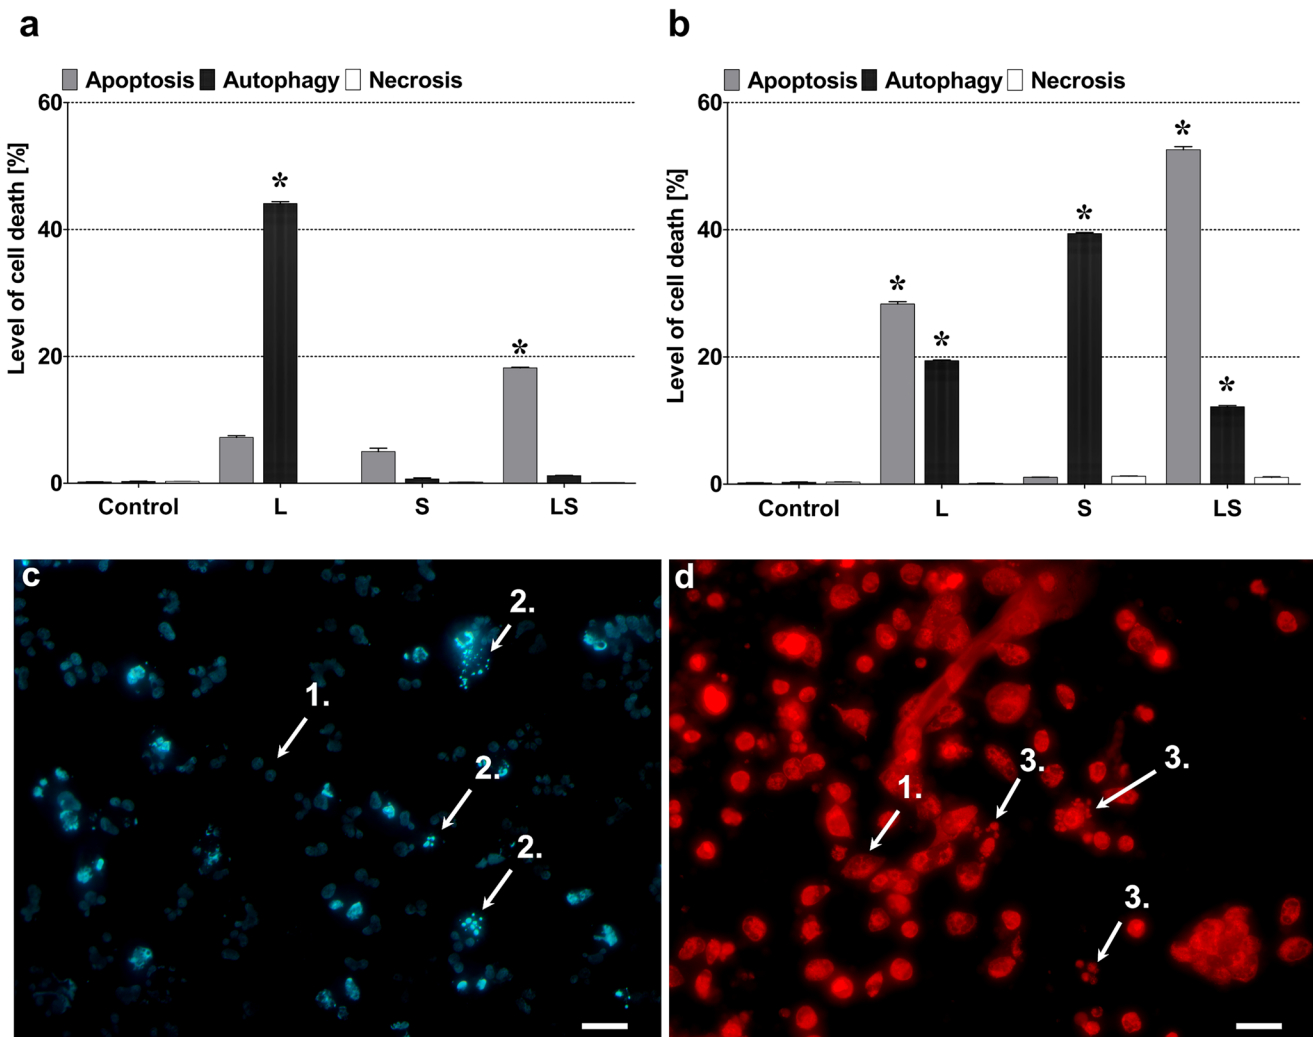 a
Apoptosis Autophagy Necrosis
Level of cell death [%]
60
40
20
0
*
*
Control L S LS
b
Apoptosis Autophagy Necrosis
Level of cell death [%]
60
40
20
0
*
*
*
*
*
Control L S LS
c
2.
1.
2.
2.
d
3.
3.
1.
3.